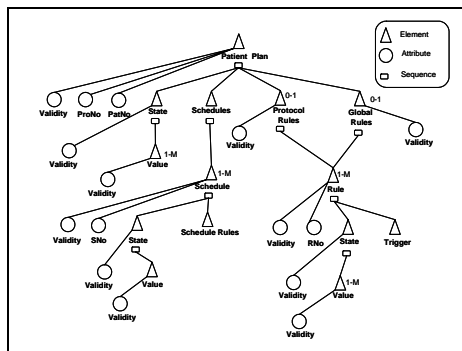 Element
Attribute
Sequence
Patient Plan
0-1
0-1
Validity
ProNo
PatNo
State
Schedules
Protocol
Rules
Global
Rules
Validity
Validity
Validity
1-M
Value
Validity
1-M
Schedule
1-M
Rule
Validity
SNo
State
Schedule Rules
Validity
RNo
State
Trigger
Validity
Value
Validity
Validity
1-M
Value
Validity